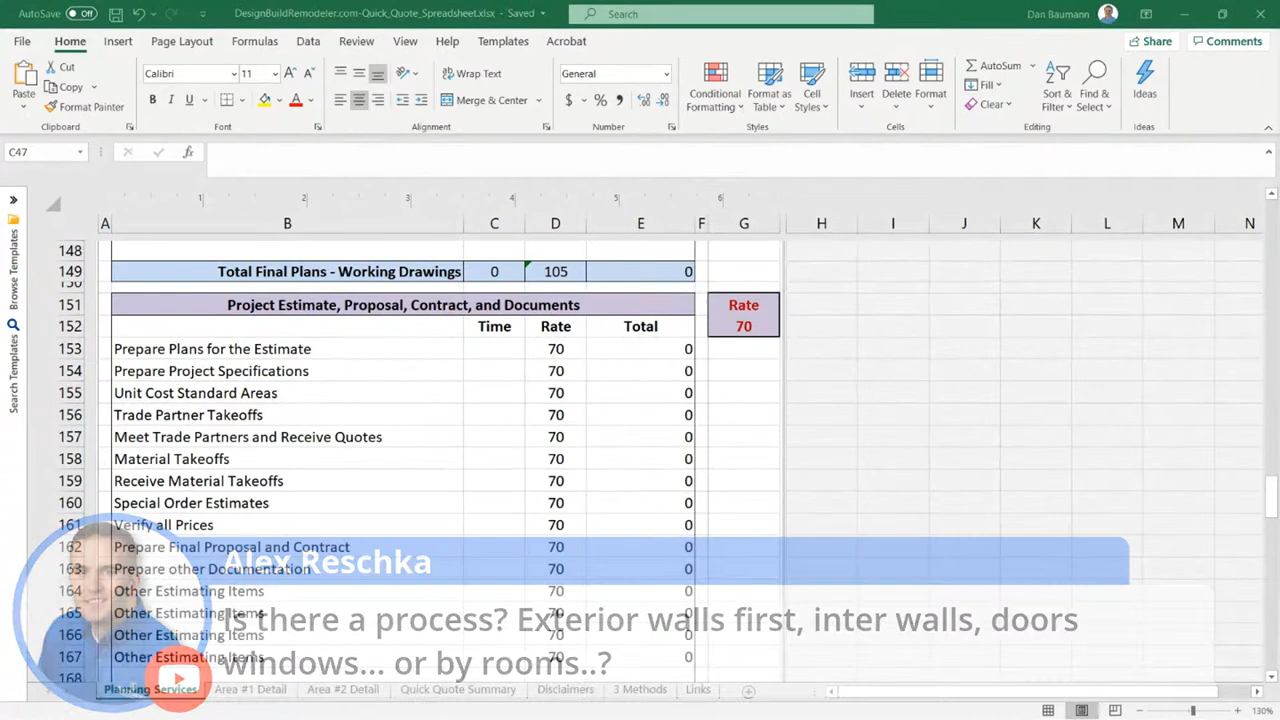 AutoSave Off DesignBuildRemodeler.com-Quick_Quote_Spreadsheet.xlsx - Saved Search Dan Baumann
File Home Insert Page Layout Formulas Data Review View Help Templates Acrobat Share Comments
Cut
Copy
Format Painter
Paste
Calibri 11
B I U
Wrap Text
Merge & Center
General
$ % ,
Conditional Formatting
Format as Table
Cell Styles
Insert Delete Format
AutoSum
Fill
Clear
Sort & Filter
Find & Select
Ideas
Clipboard Font Alignment Number Styles Cells Editing Ideas
C47 fx
1 2 3 4 5 6
A B C D E F G H I J K L M N
Browse Templates
Search Templates
148
149 Total Final Plans - Working Drawings 0 105 0
150
151 Project Estimate, Proposal, Contract, and Documents Rate
152 Time Rate Total 70
153 Prepare Plans for the Estimate 70 0
154 Prepare Project Specifications 70 0
155 Unit Cost Standard Areas 70 0
156 Trade Partner Takeoffs 70 0
157 Meet Trade Partners and Receive Quotes 70 0
158 Material Takeoffs 70 0
159 Receive Material Takeoffs 70 0
160 Special Order Estimates 70 0
161 Verify all Prices 70 0
162 Prepare Final Proposal and Contract 70 0
163 Prepare other Documentation 70 0
164 Other Estimating Items 70 0
165 Other Estimating Items 70 0
166 Other Estimating Items 70 0
167 Other Estimating Items 70 0
168
Alex Reschka
Is there a process? Exterior walls first, inter walls, doors
windows... or by rooms..?
Planning Services Area #1 Detail Area #2 Detail Quick Quote Summary Disclaimers 3 Methods Links
130%